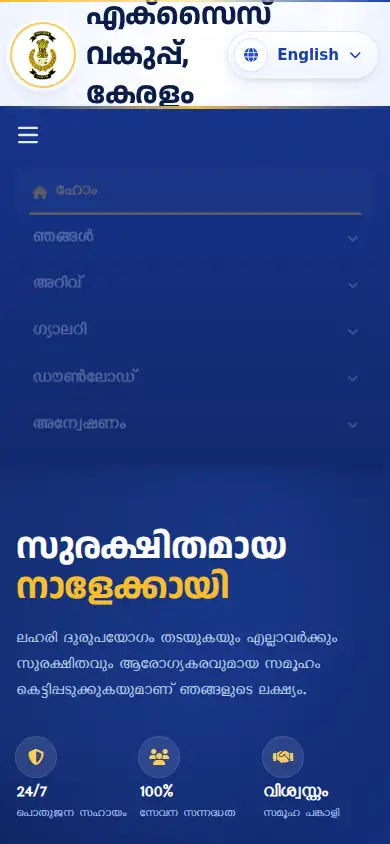 എക്സൈസ്
വകുപ്പ്,
കേരളം
English
ഹോം
ഞങ്ങൾ
അറിവ്
ഗ്യാലറി
ഡൗൺലോഡ്
അന്വേഷണം
സുരക്ഷിതമായ
നാളേക്കായി
ലഹരി ദുരുപയോഗം തടയുകയും എല്ലാവർക്കും
സുരക്ഷിതവും ആരോഗ്യകരവുമായ സമൂഹം
കെട്ടിപ്പടുക്കുകയുമാണ് ഞങ്ങളുടെ ലക്ഷ്യം.
24/7
പൊതുജന സഹായം
100%
സേവന സന്നദ്ധത
വിശ്വസ്തം
സമൂഹ പങ്കാളി